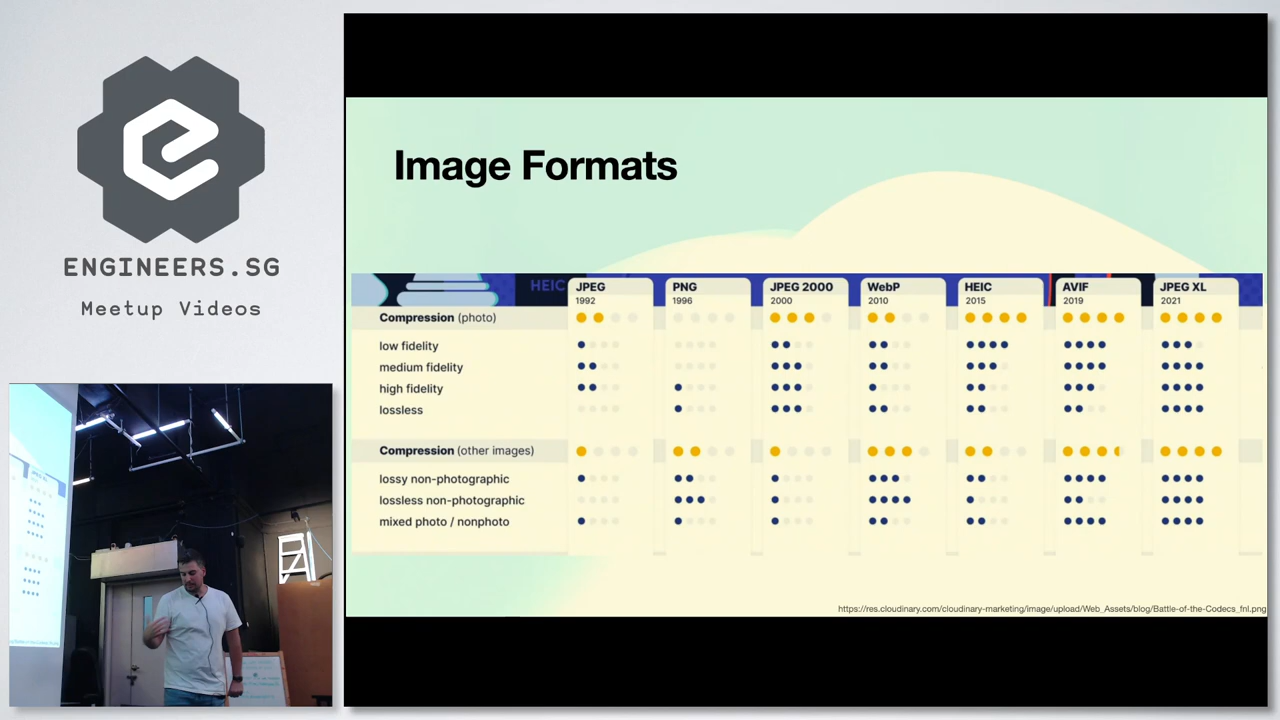 ENGINEERS.SG
Meetup Videos
Image Formats
HEIC
JPEG
1992
PNG
1996
JPEG 2000
2000
WebP
2010
HEIC
2015
AVIF
2019
JPEG XL
2021
Compression (photo)
low fidelity
medium fidelity
high fidelity
lossless
Compression (other images)
lossy non-photographic
lossless non-photographic
mixed photo / nonphoto
https://res.cloudinary.com/cloudinary-marketing/image/upload/Web_Assets/blog/Battle-of-the-Codecs_fnl.png